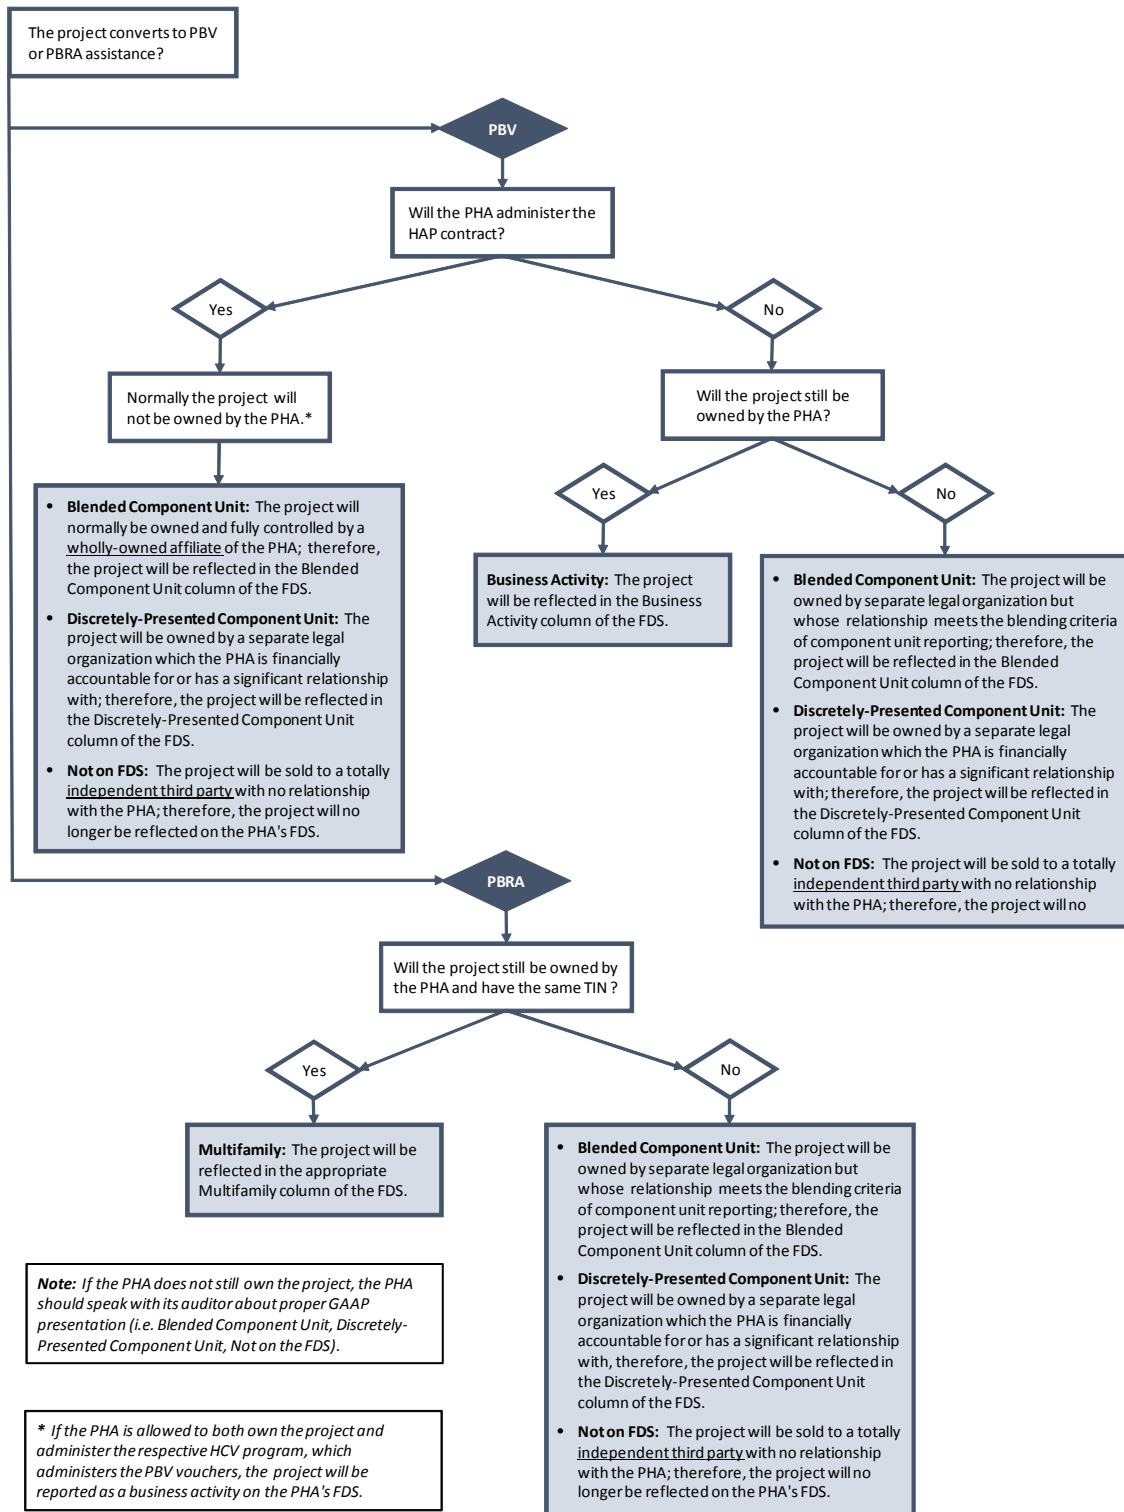 The project converts to PBV
or PBRA assistance?
PBV
Will the PHA administer the
HAP contract?
Yes
No
Normally the project will
not be owned by the PHA.*
Will the project still be
owned by the PHA?
Yes
No
• Blended Component Unit: The project will
normally be owned and fully controlled by a
wholly-owned affiliate of the PHA; therefore,
the project will be reflected in the Blended
Component Unit column of the FDS.
• Discretely-Presented Component Unit: The
project will be owned by a separate legal
organization which the PHA is financially
accountable for or has a significant relationship
with; therefore, the project will be reflected in
the Discretely-Presented Component Unit
column of the FDS.
• Not on FDS: The project will be sold to a totally
independent third party with no relationship
with the PHA; therefore, the project will no
longer be reflected on the PHA's FDS.
Business Activity: The project
will be reflected in the Business
Activity column of the FDS.
• Blended Component Unit: The project will be
owned by separate legal organization but
whose relationship meets the blending criteria
of component unit reporting; therefore, the
project will be reflected in the Blended
Component Unit column of the FDS.
• Discretely-Presented Component Unit: The
project will be owned by a separate legal
organization which the PHA is financially
accountable for or has a significant relationship
with; therefore, the project will be reflected in
the Discretely-Presented Component Unit
column of the FDS.
• Not on FDS: The project will be sold to a totally
independent third party with no relationship
with the PHA; therefore, the project will no
PBRA
Will the project still be owned by
the PHA and have the same TIN ?
Yes
No
Multifamily: The project will be
reflected in the appropriate
Multifamily column of the FDS.
• Blended Component Unit: The project will be
owned by separate legal organization but
whose relationship meets the blending criteria
of component unit reporting; therefore, the
project will be reflected in the Blended
Component Unit column of the FDS.
• Discretely-Presented Component Unit: The
project will be owned by a separate legal
organization which the PHA is financially
accountable for or has a significant relationship
with, therefore, the project will be reflected in
the Discretely-Presented Component Unit
column of the FDS.
• Not on FDS: The project will be sold to a totally
independent third party with no relationship
with the PHA; therefore, the project will no
longer be reflected on the PHA's FDS.
Note: If the PHA does not still own the project, the PHA
should speak with its auditor about proper GAAP
presentation (i.e. Blended Component Unit, Discretely-
Presented Component Unit, Not on the FDS).
* If the PHA is allowed to both own the project and
administer the respective HCV program, which
administers the PBV vouchers, the project will be
reported as a business activity on the PHA's FDS.